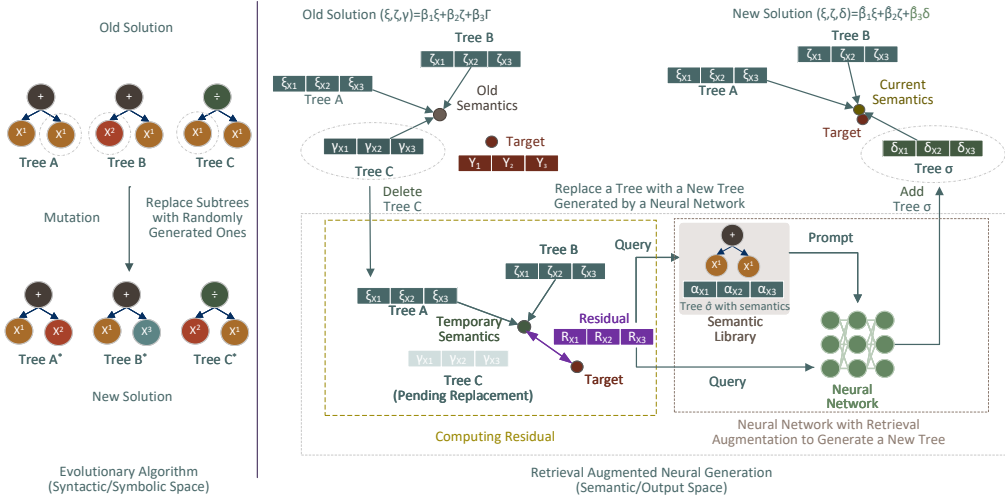 Old Solution
+
+
÷
X¹
X¹
X²
X¹
X¹
X¹
Tree A
Tree B
Tree C
Mutation
Replace Subtrees
with Randomly
Generated Ones
+
+
÷
X¹
X²
X¹
X³
X²
X¹
Tree A*
Tree B*
Tree C*
New Solution
Evolutionary Algorithm
(Syntactic/Symbolic Space)
Old Solution (ξ,ζ,γ)=β₁ξ+β₂ζ+β₃Γ
Tree B
ζX1 ζX2 ζX3
ξX1 ξX2 ξX3
Tree A
Old
Semantics
γX1 γX2 γX3
Tree C
Target
Y₁ Y₂ Y₃
New Solution (ξ,ζ,δ)=β̂₁ξ+β̂₂ζ+β̂₃δ
Tree B
ζX1 ζX2 ζX3
ξX1 ξX2 ξX3
Tree A
Current
Semantics
Target
δX1 δX2 δX3
Tree σ
Delete
Tree C
Replace a Tree with a New Tree
Generated by a Neural Network
Add
Tree σ
Tree B
ζX1 ζX2 ζX3
ξX1 ξX2 ξX3
Tree A
Temporary
Semantics
Residual
RX1 RX2 RX3
γX1 γX2 γX3
Tree C
(Pending Replacement)
Target
Computing Residual
Query
+
X¹
X¹
αX1 αX2 αX3
Tree σ̂ with semantics
Semantic
Library
Prompt
Query
Neural
Network
Neural Network with Retrieval
Augmentation to Generate a New Tree
Retrieval Augmented Neural Generation
(Semantic/Output Space)